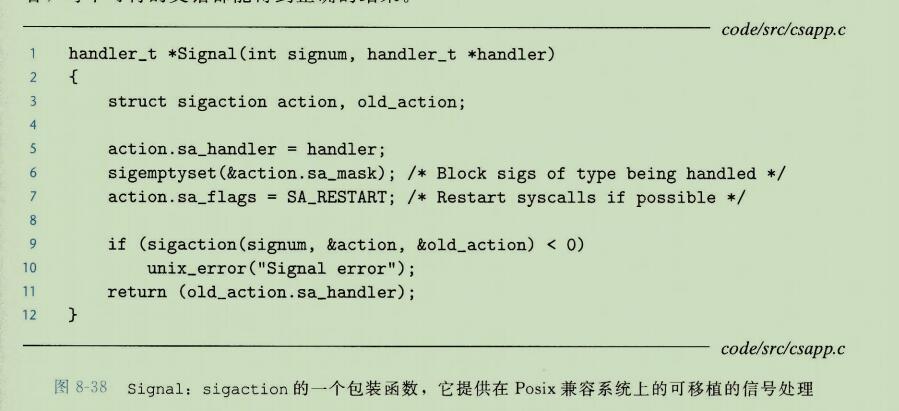 code/src/csapp.c
1 handler_t *Signal(int signum, handler_t *handler)
2 {
3 struct sigaction action, old_action;
4
5 action.sa_handler = handler;
6 sigemptyset(&action.sa_mask); /* Block sigs of type being handled */
7 action.sa_flags = SA_RESTART; /* Restart syscalls if possible */
8
9 if (sigaction(signum, &action, &old_action) < 0)
10 unix_error("Signal error");
11 return (old_action.sa_handler);
12 }
code/src/csapp.c
图 8-38 Signal: sigaction 的一个包装函数，它提供在 Posix 兼容系统上的可移植的信号处理